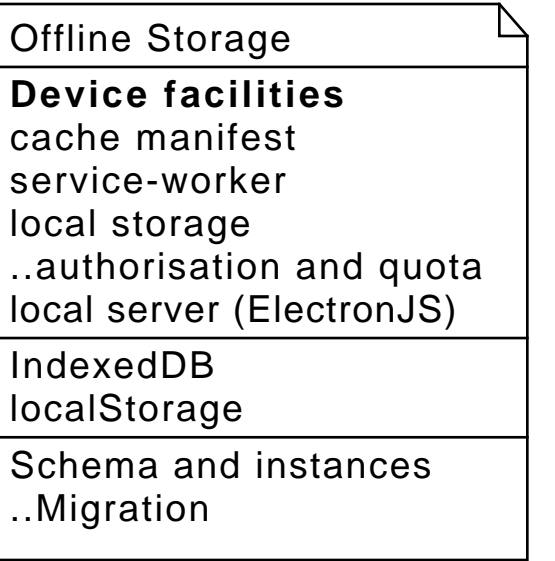 Offline Storage
Device facilities
cache manifest
service-worker
local storage
..authorisation and quota
local server (ElectronJS)
IndexedDB
localStorage
Schema and instances
..Migration